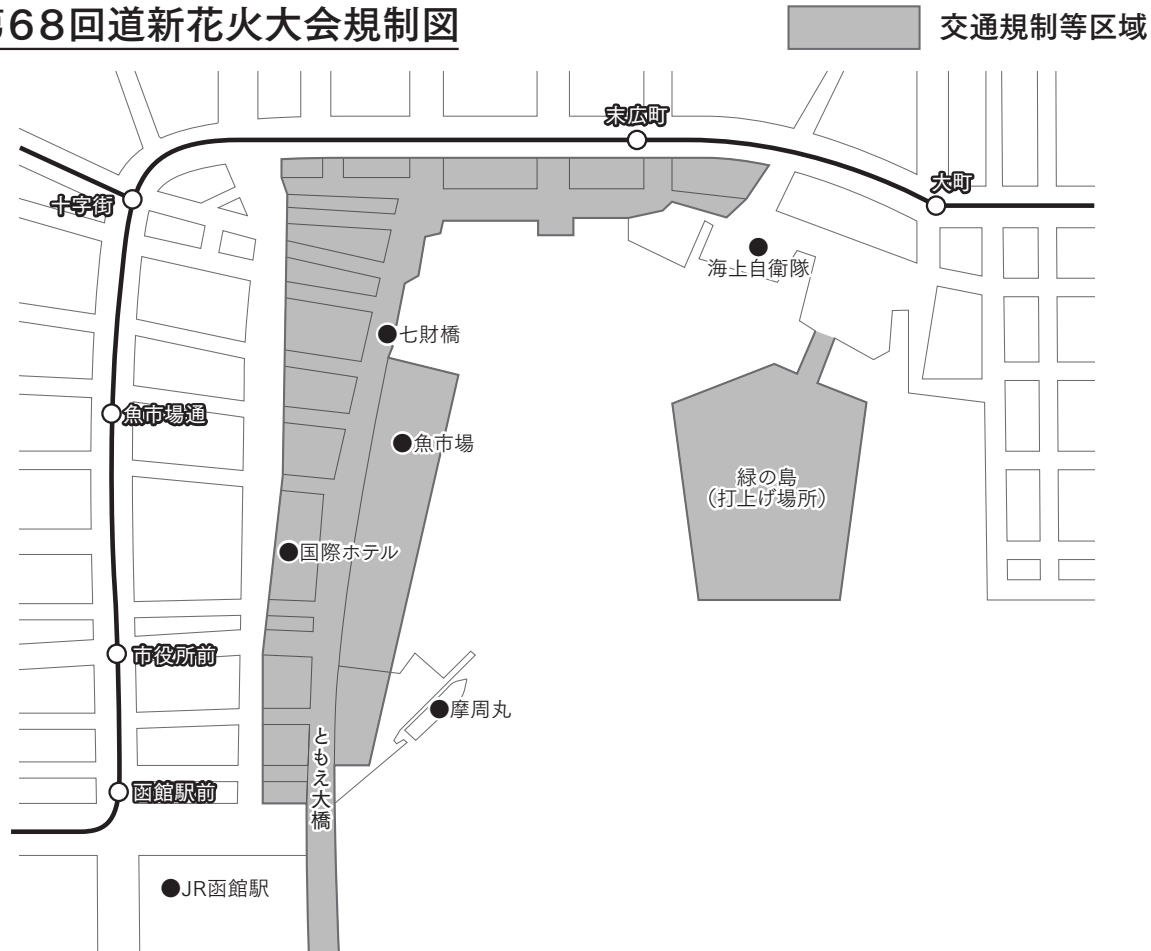 第68回道新花火大会規制図
交通規制等区域
末広町
大町
十字街
海上自衛隊
七財橋
魚市場通
魚市場
緑の島
（打上げ場所）
国際ホテル
市役所前
摩周丸
ともえ大橋
函館駅前
JR函館駅